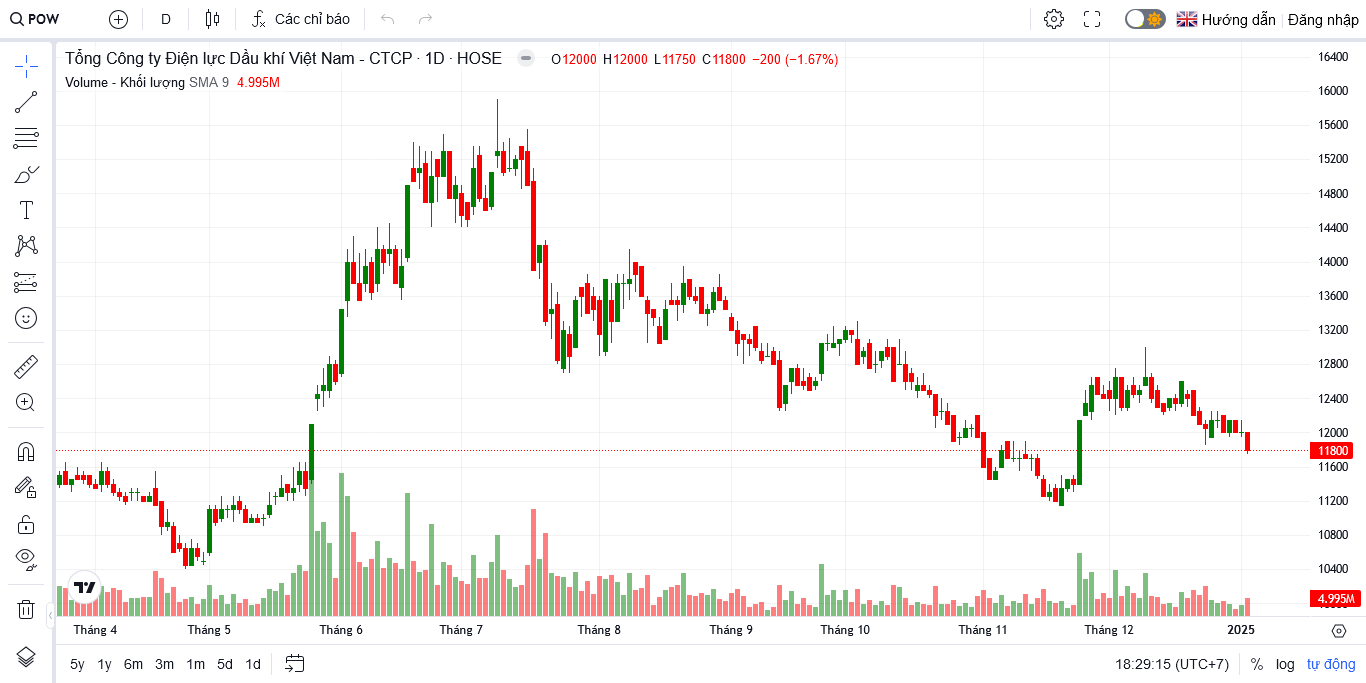 POW D Các chỉ báo Hướng dẫn Đăng nhập
Tổng Công ty Điện lực Dầu khí Việt Nam - CTCP · 1D · HOSE O12000 H12000 L11750 C11800 −200 (−1.67%)
Volume - Khối lượng SMA 9 4.995M
16400
16000
15600
15200
14800
14400
14000
13600
13200
12800
12400
12000
11800
11600
11200
10800
10400
4.995M
Tháng 4 Tháng 5 Tháng 6 Tháng 7 Tháng 8 Tháng 9 Tháng 10 Tháng 11 Tháng 12 2025
5y 1y 6m 3m 1m 5d 1d 18:29:15 (UTC+7) % log tự động